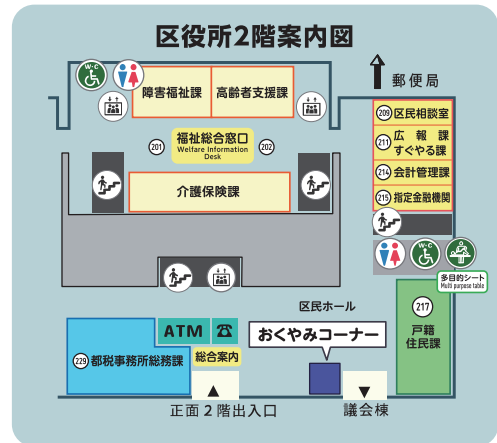 区役所2階案内図
W・C
障害福祉課
高齢者支援課
郵便局
209 区民相談室
211 広報課
すぐやる課
214 会計管理課
215 指定金融機関
201
福祉総合窓口
Welfare Information
Desk
202
介護保険課
W・C
多目的シート
Multi purpose table
217
戸籍
住民課
区民ホール
おくやみコーナー
ATM
229 都税事務所総務課
総合案内
正面2階出入口
議会棟